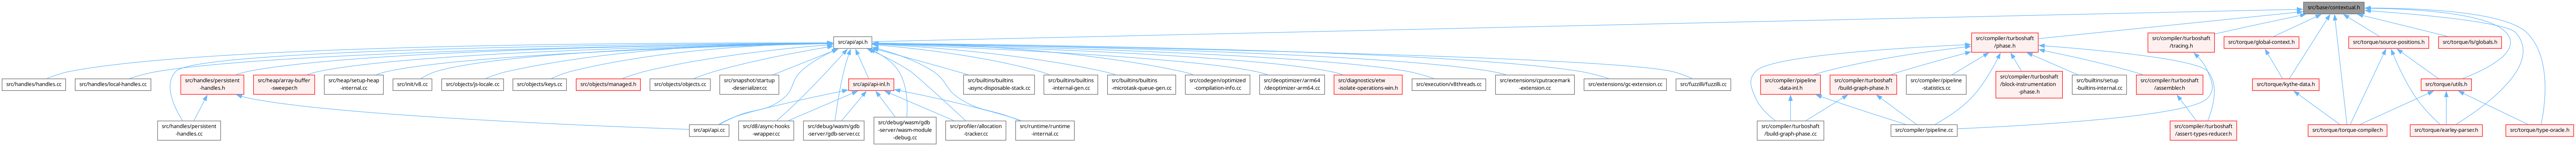 src/base/contextual.h
src/api/api.h
src/compiler/turboshaft
/phase.h
src/compiler/turboshaft
/tracing.h
src/torque/global-context.h
src/torque/source-positions.h
src/torque/ls/globals.h
src/handles/handles.cc
src/handles/local-handles.cc
src/handles/persistent
-handles.h
src/heap/array-buffer
-sweeper.h
src/heap/setup-heap
-internal.cc
src/init/v8.cc
src/objects/js-locale.cc
src/objects/keys.cc
src/objects/managed.h
src/objects/objects.cc
src/snapshot/startup
-deserializer.cc
src/api/api-inl.h
src/builtins/builtins
-async-disposable-stack.cc
src/builtins/builtins
-internal-gen.cc
src/builtins/builtins
-microtask-queue-gen.cc
src/codegen/optimized
-compilation-info.cc
src/deoptimizer/arm64
/deoptimizer-arm64.cc
src/diagnostics/etw
-isolate-operations-win.h
src/execution/v8threads.cc
src/extensions/cputracemark
-extension.cc
src/extensions/gc-extension.cc
src/fuzzilli/fuzzilli.cc
src/compiler/pipeline
-data-inl.h
src/compiler/turboshaft
/build-graph-phase.h
src/compiler/pipeline
-statistics.cc
src/compiler/turboshaft
/block-instrumentation
-phase.h
src/builtins/setup
-builtins-internal.cc
src/compiler/turboshaft
/assembler.h
src/torque/kythe-data.h
src/torque/utils.h
src/handles/persistent
-handles.cc
src/api/api.cc
src/d8/async-hooks
-wrapper.cc
src/debug/wasm/gdb
-server/gdb-server.cc
src/debug/wasm/gdb
-server/wasm-module
-debug.cc
src/profiler/allocation
-tracker.cc
src/runtime/runtime
-internal.cc
src/compiler/turboshaft
/build-graph-phase.cc
src/compiler/pipeline.cc
src/compiler/turboshaft
/assert-types-reducer.h
src/torque/torque-compiler.h
src/torque/earley-parser.h
src/torque/type-oracle.h